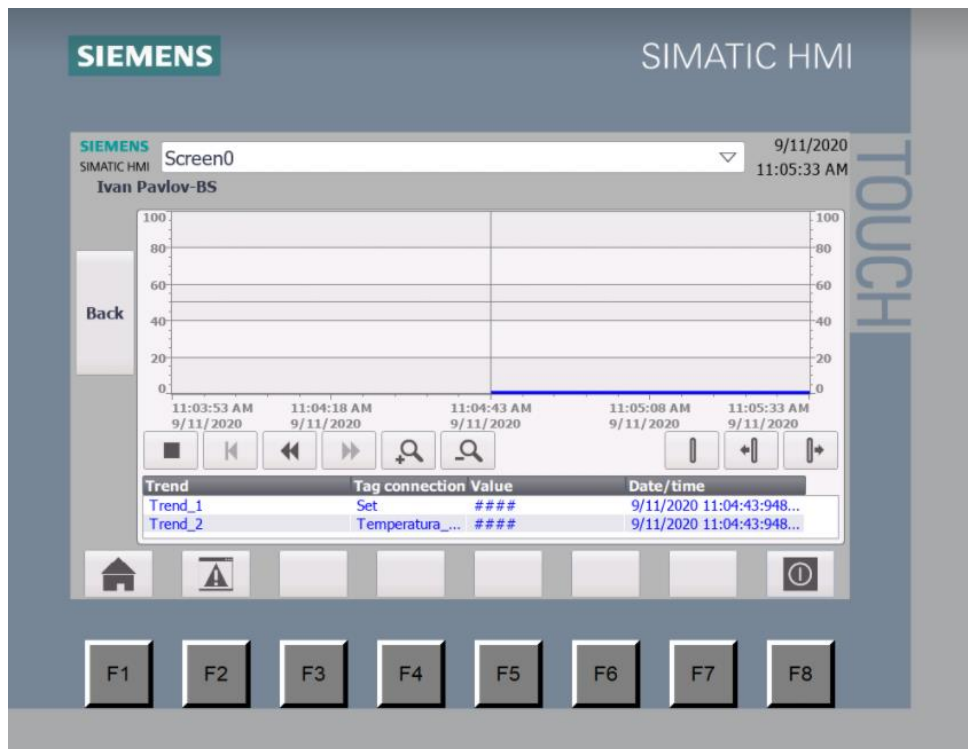 SIEMENS
SIMATIC HMI
TOUCH
SIEMENS
SIMATIC HMI
Screen0
9/11/2020
11:05:33 AM
Ivan Pavlov-BS
Back
100 100
80 80
60 60
40 40
20 20
0 0
11:03:53 AM 11:04:18 AM 11:04:43 AM 11:05:08 AM 11:05:33 AM
9/11/2020 9/11/2020 9/11/2020 9/11/2020 9/11/2020
Trend Tag connection Value Date/time
Trend_1 Set #### 9/11/2020 11:04:43:948...
Trend_2 Temperatura_... #### 9/11/2020 11:04:43:948...
F1 F2 F3 F4 F5 F6 F7 F8